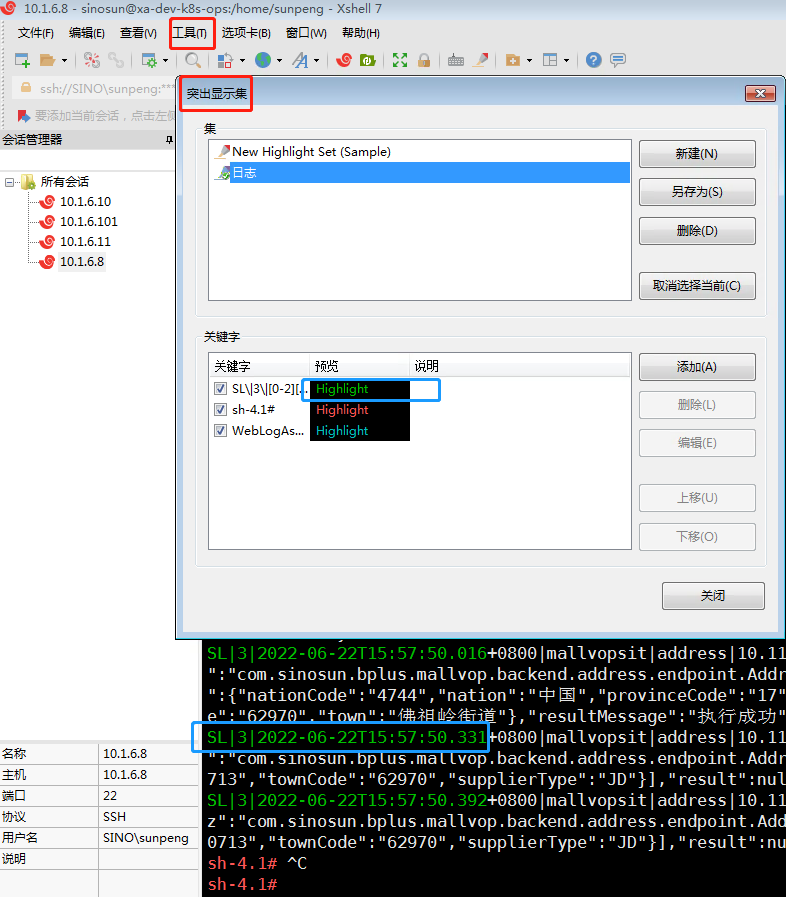 10.1.6.8 - sinosun@xa-dev-k8s-ops:/home/sunpeng - Xshell 7
文件(F) 编辑(E) 查看(V) 工具(T) 选项卡(B) 窗口(W) 帮助(H)
ssh://SINO\sunpeng:***
要添加当前会话，点击左侧
会话管理器
所有会话
10.1.6.10
10.1.6.101
10.1.6.11
10.1.6.8
突出显示集
集
New Highlight Set (Sample)
日志
新建(N)
另存为(S)
删除(D)
取消选择当前(C)
关键字
关键字 预览 说明
SL\|3\|[0-2][... Highlight
sh-4.1# Highlight
WebLogAs... Highlight
添加(A)
删除(L)
编辑(E)
上移(U)
下移(O)
关闭
SL|3|2022-06-22T15:57:50.016+0800|mallvopsit|address|10.11
":"com.sinosun.bplus.mallvop.backend.address.endpoint.Addr
":{"nationCode":"4744","nation":"中国","provinceCode":"17"
e":"62970","town":"佛祖岭街道"},"resultMessage":"执行成功"
SL|3|2022-06-22T15:57:50.331+0800|mallvopsit|address|10.11
":"com.sinosun.bplus.mallvop.backend.address.endpoint.Addr
713","townCode":"62970","supplierType":"JD"}],"result":nul
SL|3|2022-06-22T15:57:50.392+0800|mallvopsit|address|10.11
z":"com.sinosun.bplus.mallvop.backend.address.endpoint.Add
0713","townCode":"62970","supplierType":"JD"}],"result":nu
sh-4.1# ^C
sh-4.1#
名称 10.1.6.8
主机 10.1.6.8
端口 22
协议 SSH
用户名 SINO\sunpeng
说明